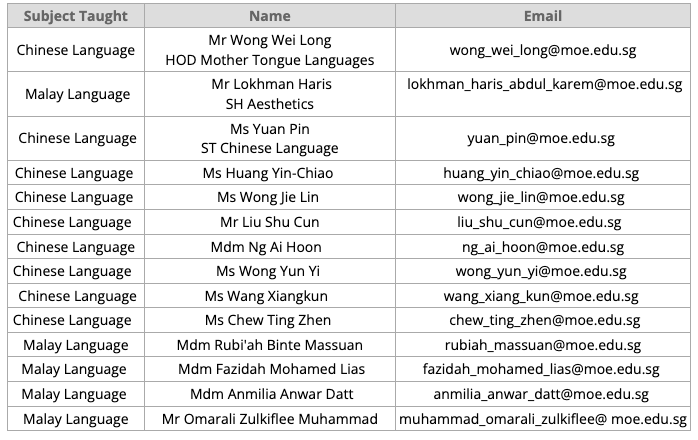 Subject Taught Name Email
Chinese Language Mr Wong Wei Long wong_wei_long@moe.edu.sg
HOD Mother Tongue Languages
Malay Language Mr Lokhman Haris lokhman_haris_abdul_karem@moe.edu.sg
SH Aesthetics
Chinese Language Ms Yuan Pin yuan_pin@moe.edu.sg
ST Chinese Language
Chinese Language Ms Huang Yin-Chiao huang_yin_chiao@moe.edu.sg
Chinese Language Ms Wong Jie Lin wong_jie_lin@moe.edu.sg
Chinese Language Mr Liu Shu Cun liu_shu_cun@moe.edu.sg
Chinese Language Mdm Ng Ai Hoon ng_ai_hoon@moe.edu.sg
Chinese Language Ms Wong Yun Yi wong_yun_yi@moe.edu.sg
Chinese Language Ms Wang Xiangkun wang_xiang_kun@moe.edu.sg
Chinese Language Ms Chew Ting Zhen chew_ting_zhen@moe.edu.sg
Malay Language Mdm Rubi'ah Binte Massuan rubiah_massuan@moe.edu.sg
Malay Language Mdm Fazidah Mohamed Lias fazidah_mohamed_lias@moe.edu.sg
Malay Language Mdm Anmilia Anwar Datt anmilia_anwar_datt@moe.edu.sg
Malay Language Mr Omarali Zulkiflee Muhammad muhammad_omarali_zulkiflee@ moe.edu.sg